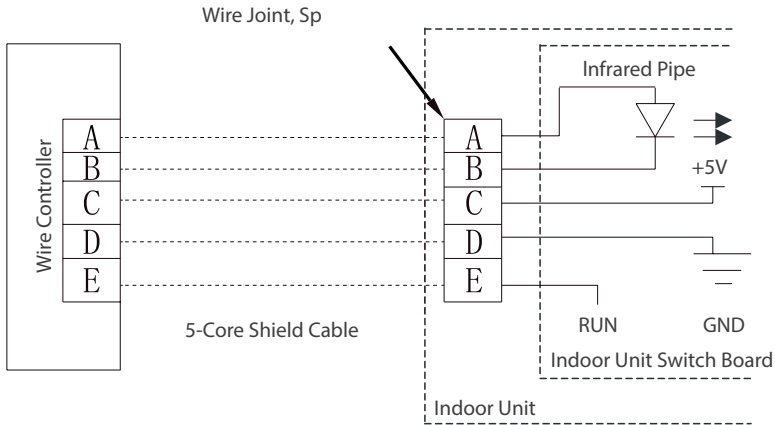 Wire Joint, Sp
Infrared Pipe
Wire Controller
A
B
C
D
E
A
B
C
D
E
+5V
5-Core Shield Cable
RUN
GND
Indoor Unit Switch Board
Indoor Unit